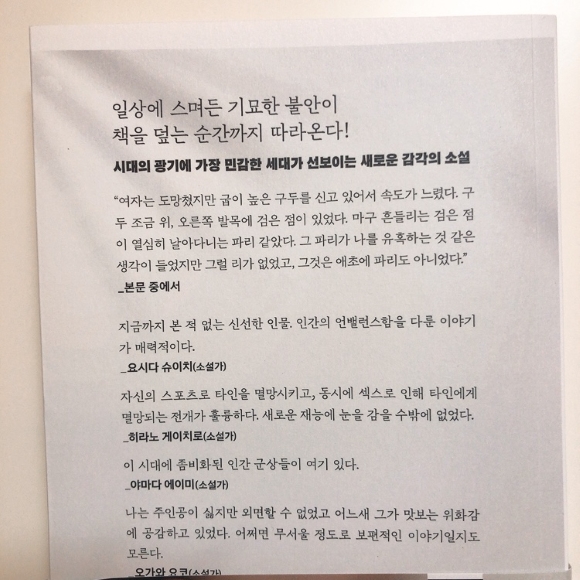 일상에 스며든 기묘한 불안이
책을 덮는 순간까지 따라온다!
시대의 광기에 가장 민감한 세대가 선보이는 새로운 감각의 소설
“여자는 도망쳤지만 굽이 높은 구두를 신고 있어서 속도가 느렸다. 구
두 조금 위, 오른쪽 발목에 검은 점이 있었다. 마구 흔들리는 검은 점
이 열심히 날아다니는 파리 같았다. 그 파리가 나를 유혹하는 것 같은
생각이 들었지만 그럴 리가 없었고, 그것은 애초에 파리도 아니었다.”
_본문 중에서
지금까지 본 적 없는 신선한 인물. 인간의 언밸런스함을 다룬 이야기
가 매력적이다.
_요시다 슈이치(소설가)
자신의 스포츠로 타인을 멸망시키고, 동시에 섹스로 인해 타인에게
멸망되는 전개가 훌륭하다. 새로운 재능에 눈을 감을 수밖에 없었다.
_히라노 게이치로(소설가)
이 시대에 좀비화된 인간 군상들이 여기 있다.
_야마다 에이미(소설가)
나는 주인공이 싫지만 외면할 수 없었고 어느새 그가 맛보는 위화감
에 공감하고 있었다. 어쩌면 무서울 정도로 보편적인 이야기일지도
모른다.
_오가와 요코(소설가)